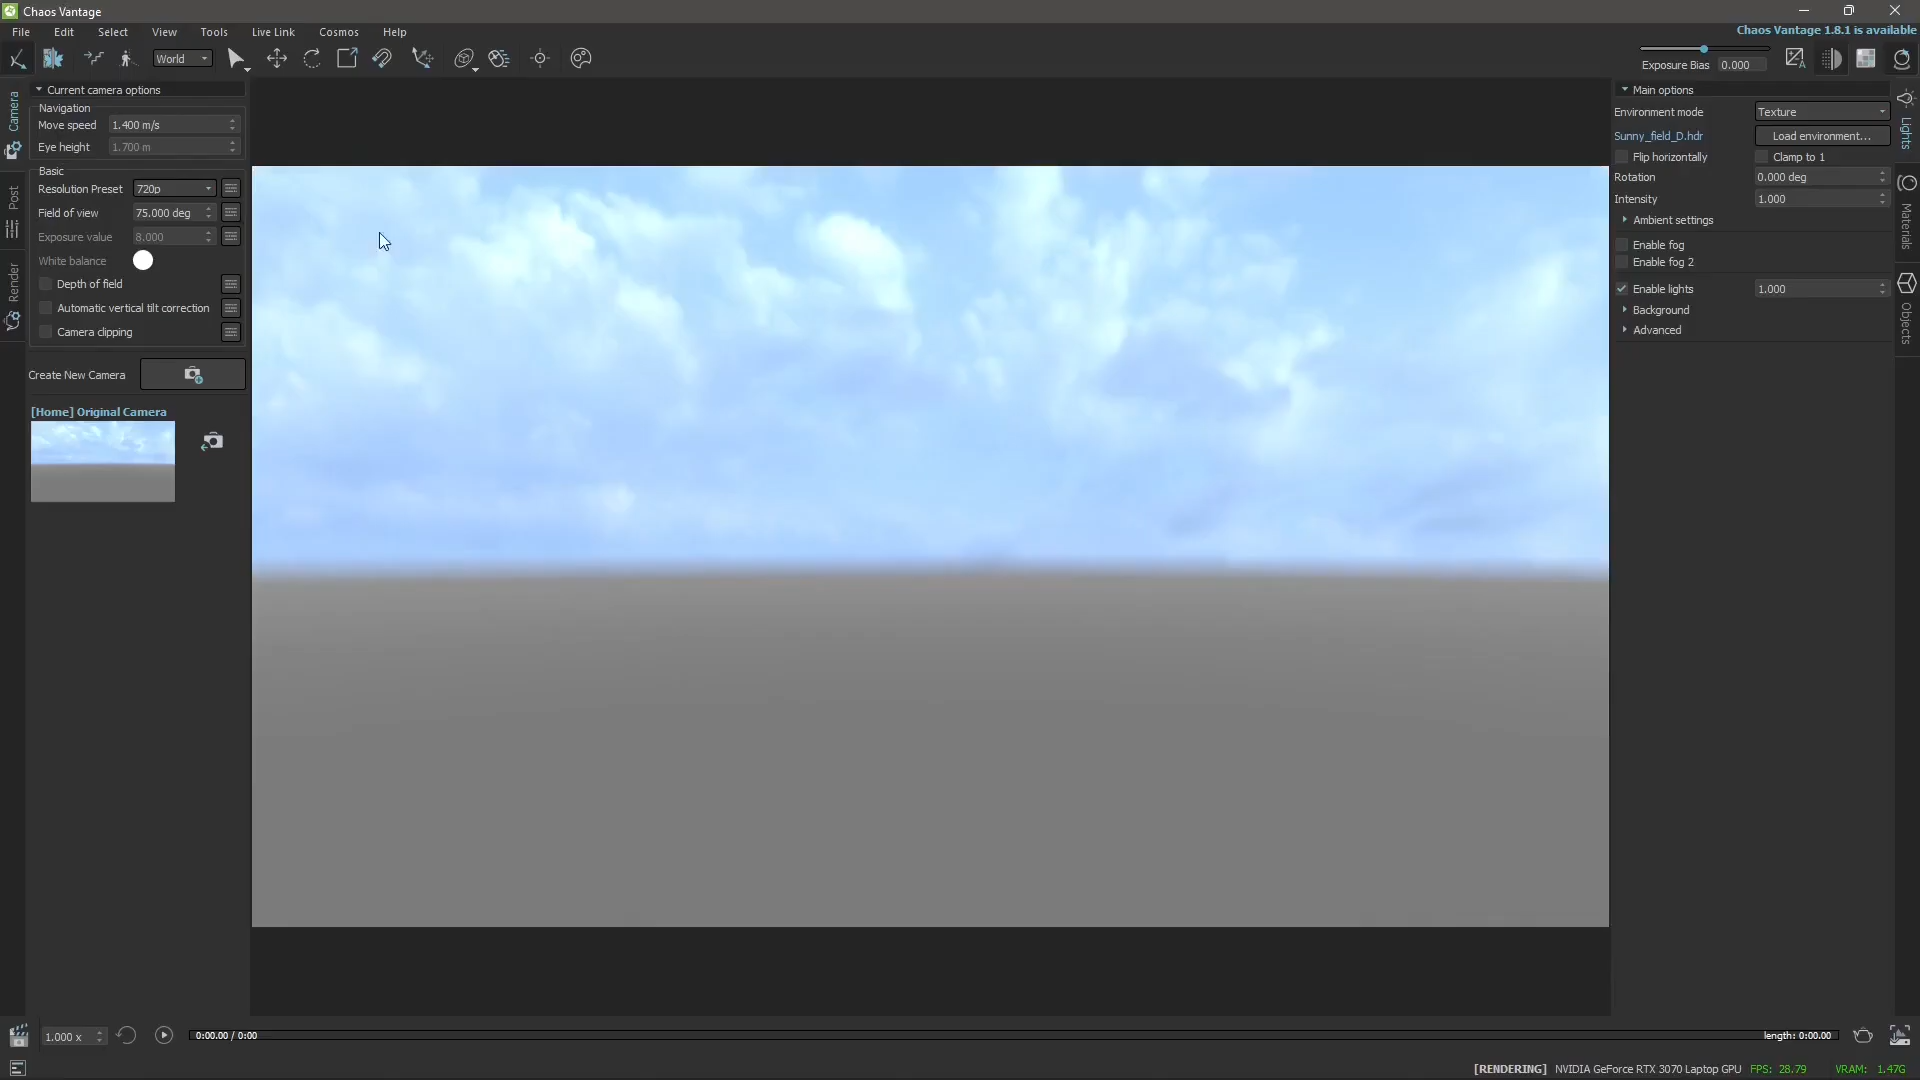 Chaos Vantage
File Edit Select View Tools Live Link Cosmos Help
Chaos Vantage 1.8.1 is available
World
Exposure Bias 0.000
Camera
Post
Render
Current camera options
Navigation
Move speed 1.400 m/s
Eye height 1.700 m
Basic
Resolution Preset 720p
Field of view 75.000 deg
Exposure value 8.000
White balance
Depth of field
Automatic vertical tilt correction
Camera clipping
Create New Camera
[Home] Original Camera
Main options
Environment mode Texture
Sunny_field_D.hdr Load environment...
Flip horizontally Clamp to 1
Rotation 0.000 deg
Intensity 1.000
Ambient settings
Enable fog
Enable fog 2
Enable lights 1.000
Background
Advanced
Lights
Materials
Objects
1.000 x 0:00.00 / 0:00 length: 0:00.00
[RENDERING] NVIDIA GeForce RTX 3070 Laptop GPU FPS: 28.79 VRAM: 1.47G